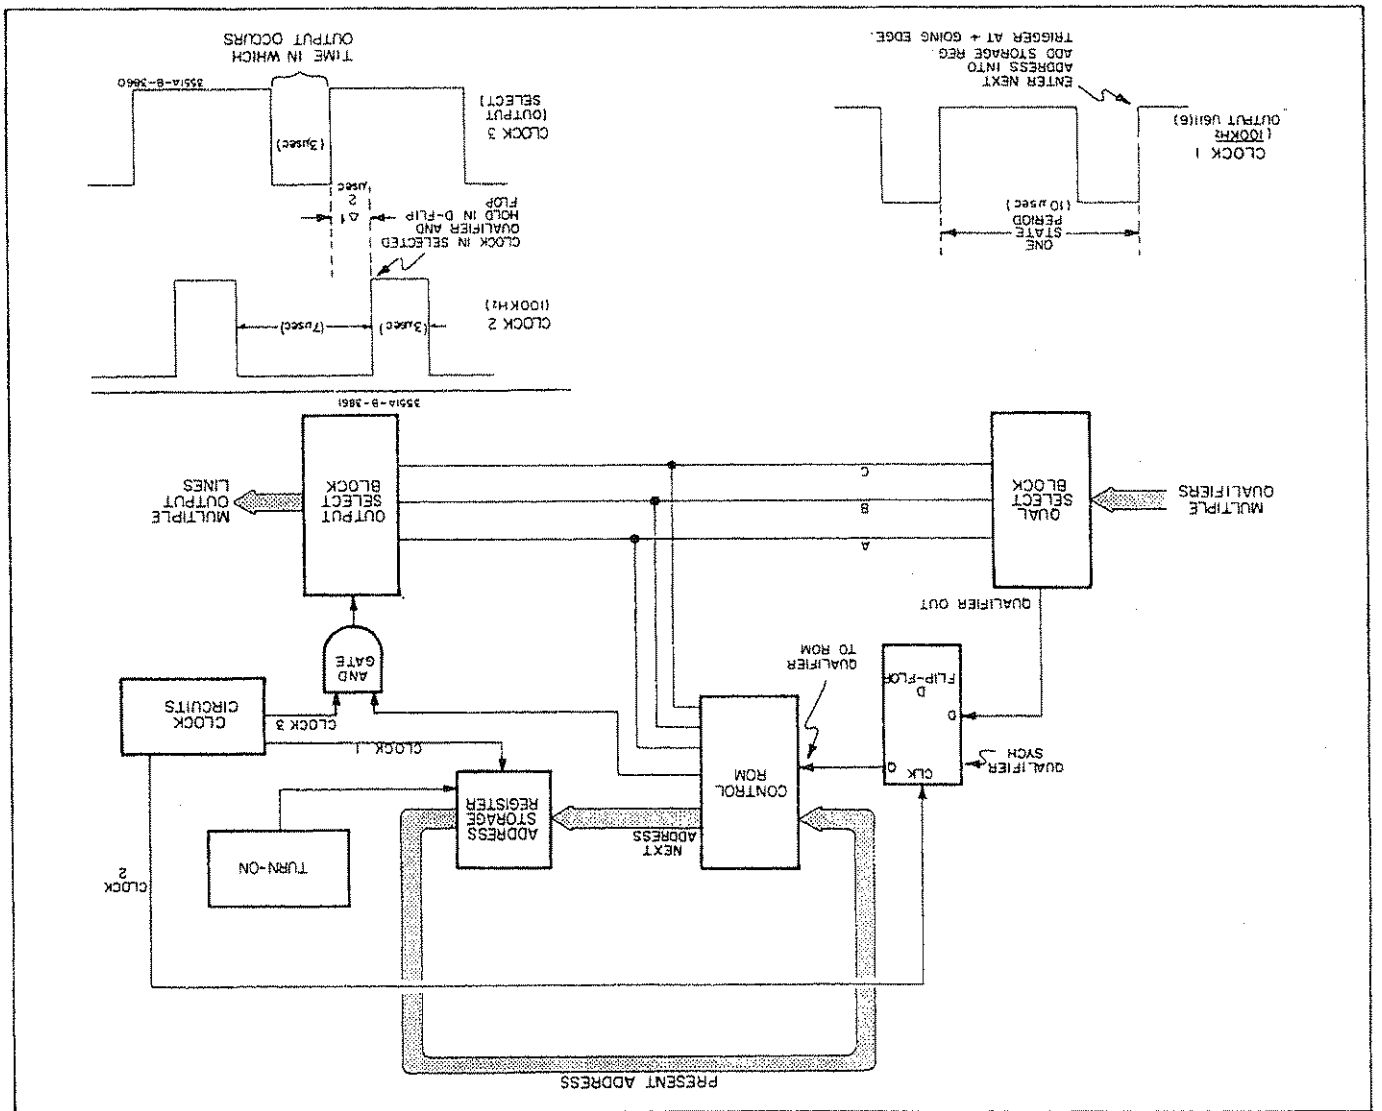 PRESENT ADDRESS
CLOCK
2
TURN-ON
NEXT
ADDRESS
ADDRESS
STORAGE
REGISTER
CONTROL
ROM
QUALIFIER
SYCH
CLK
Q
D
D
FLIP-FLOP
QUALIFIER
TO ROM
CLOCK 1
CLOCK 3
CLOCK
CIRCUITS
AND
GATE
QUALIFIER OUT
MULTIPLE
QUALIFIERS
QUAL
SELECT
BLOCK
A
B
C
OUTPUT
SELECT
BLOCK
MULTIPLE OUTPUT
LINES
3551A-B-3861
CLOCK 1
(100KHz
OUTPUT U611(6)
ONE
STATE
PERIOD
(10 µsec)
ENTER NEXT
ADDRESS INTO
ADD STORAGE REG.
TRIGGER AT + GOING EDGE.
CLOCK 2
(100KHz)
(3µsec)
(7µsec)
CLOCK IN SELECTED
QUALIFIER AND
HOLD IN D-FLIP
FLOP
Δ1
2
µsec
CLOCK 3
(OUTPUT
SELECT)
(3µsec)
3551A-B-3860
TIME IN WHICH
OUTPUT OCCURS